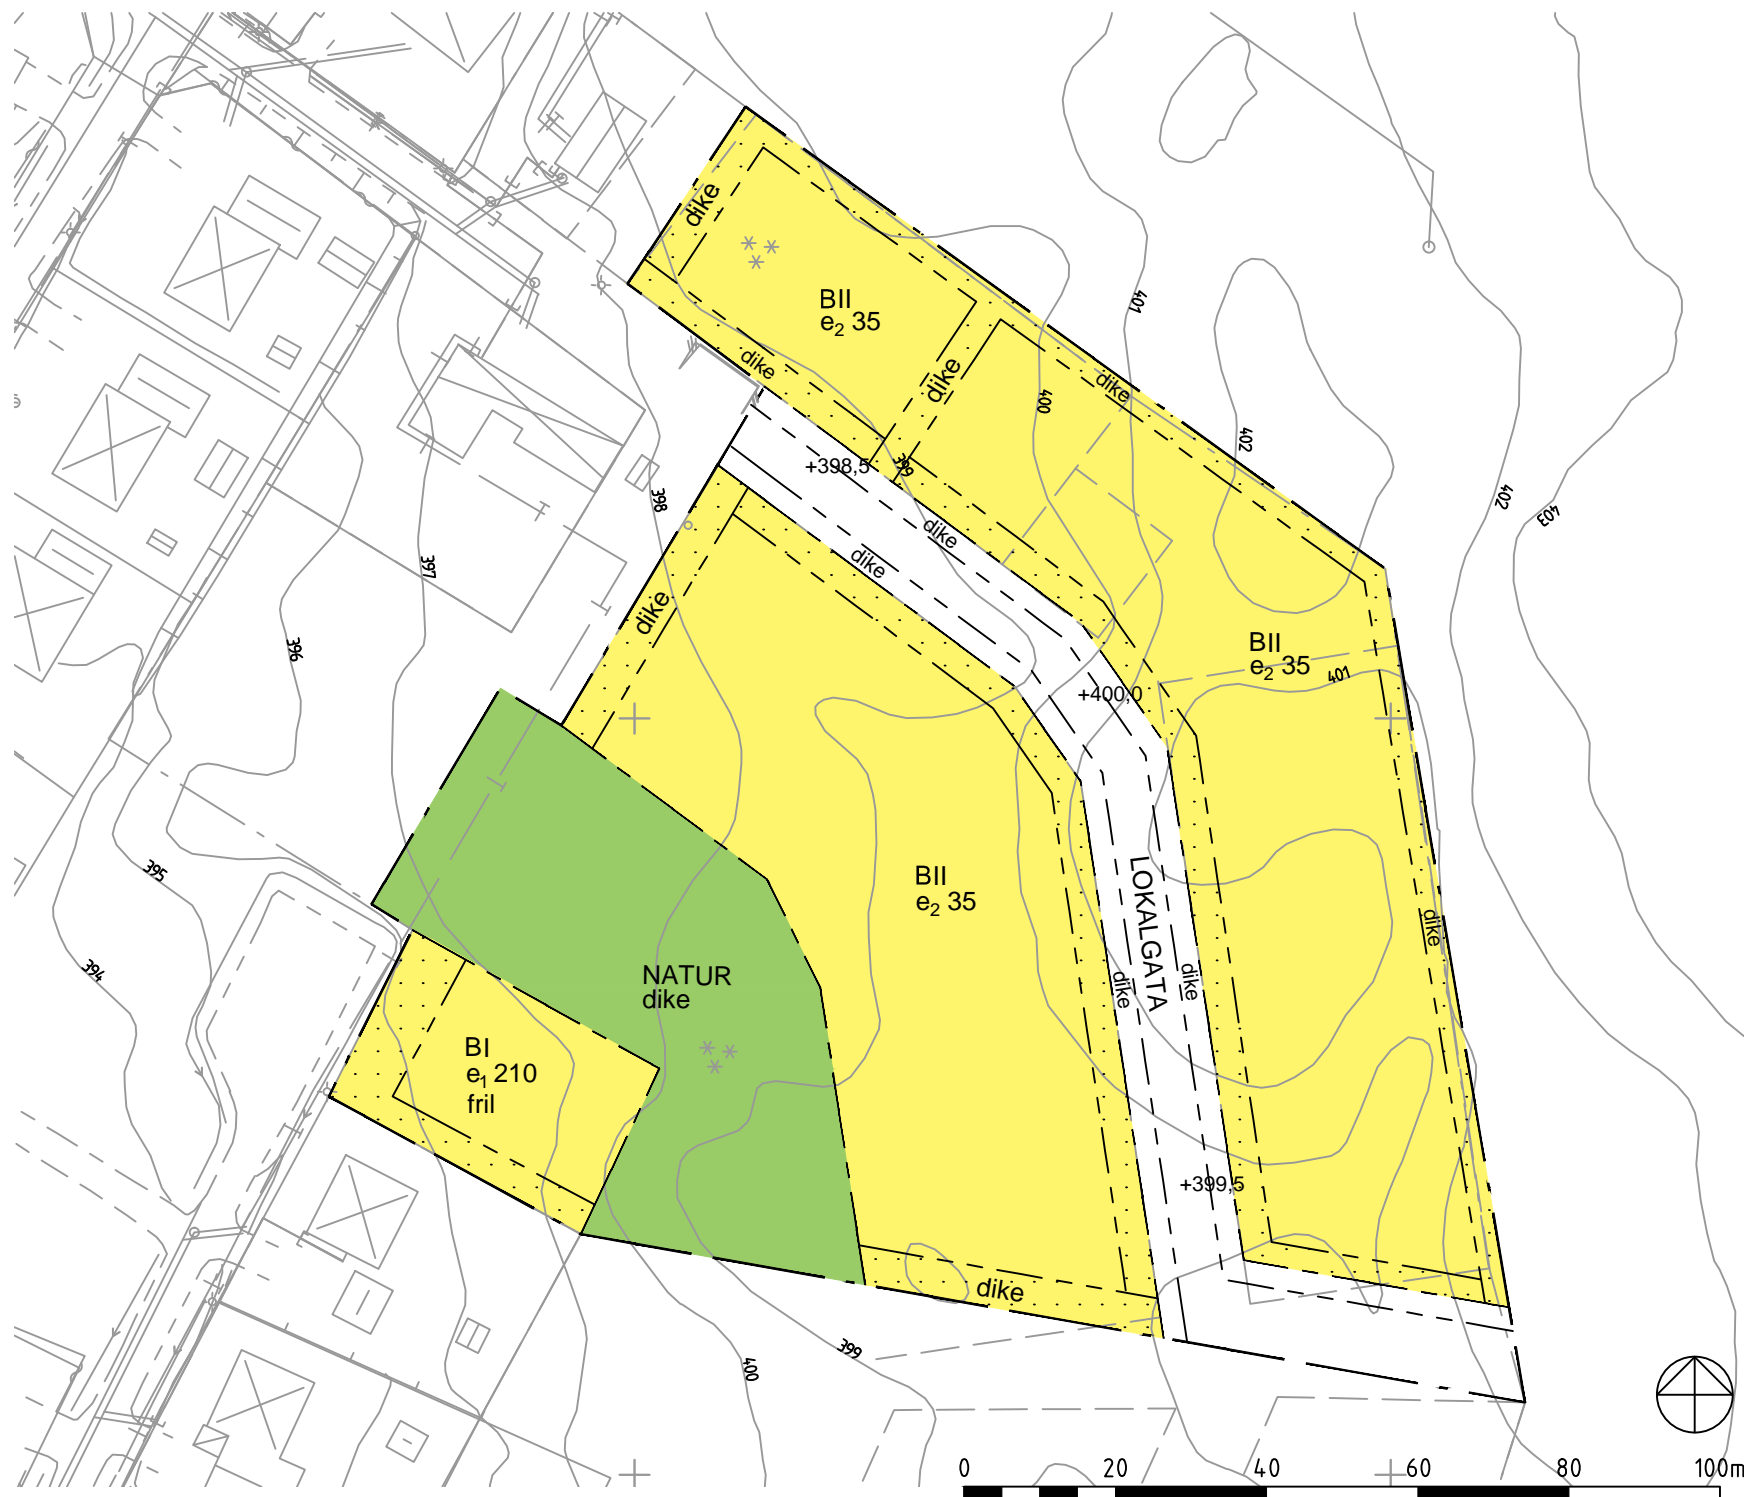 dike
BII
e₂ 35
401
dike
dike
dike
400
402
399
+398,5
398
402
403
dike
dike
397
dike
396
BII
e₂ 35
401
+400,0
395
BII
e₂ 35
LOKALGATA
dike
394
NATUR
dike
dike
dike
BI
e₁ 210
fril
+399,5
dike
399
400
0 20 40 60 80 100m